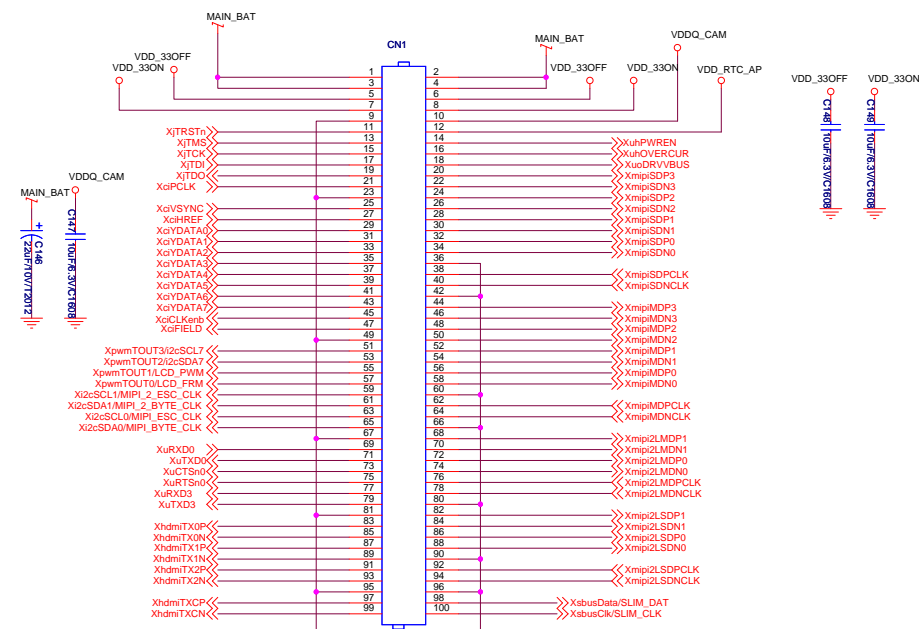 MAIN_BAT
CN1
MAIN_BAT
VDDQ_CAM
VDD_33OFF
VDD_33ON
VDD_33OFF
VDD_33ON
VDD_RTC_AP
VDD_33OFF
VDD_33ON
1 2
3 4
5 6
7 8
9 10
11 12
13 14
15 16
17 18
19 20
21 22
23 24
25 26
27 28
29 30
31 32
33 34
35 36
37 38
39 40
41 42
43 44
45 46
47 48
49 50
51 52
53 54
55 56
57 58
59 60
61 62
63 64
65 66
67 68
69 70
71 72
73 74
75 76
77 78
79 80
81 82
83 84
85 86
87 88
89 90
91 92
93 94
95 96
97 98
99 100
XjTRSTn
XjTMS
XjTCK
XjTDI
XjTDO
XciPCLK
XciVSYNC
XciHREF
XciYDATA0
XciYDATA1
XciYDATA2
XciYDATA3
XciYDATA4
XciYDATA5
XciYDATA6
XciYDATA7
XciCLKenb
XciFIELD
XpwmTOUT3/i2cSCL7
XpwmTOUT2/i2cSDA7
XpwmTOUT1/LCD_PWM
XpwmTOUT0/LCD_FRM
Xi2cSCL1/MIPI_2_ESC_CLK
Xi2cSDA1/MIPI_2_BYTE_CLK
Xi2cSCL0/MIPI_ESC_CLK
Xi2cSDA0/MIPI_BYTE_CLK
XuRXD0
XuTXD0
XuCTSn0
XuRTSn0
XuRXD3
XuTXD3
XhdmiTX0P
XhdmiTX0N
XhdmiTX1P
XhdmiTX1N
XhdmiTX2P
XhdmiTX2N
XhdmiTXCP
XhdmiTXCN
XuhPWREN
XuhOVERCUR
XuoDRVVBUS
XmipiSDP3
XmipiSDN3
XmipiSDP2
XmipiSDN2
XmipiSDP1
XmipiSDN1
XmipiSDP0
XmipiSDN0
XmipiSDPCLK
XmipiSDNCLK
XmipiMDP3
XmipiMDN3
XmipiMDP2
XmipiMDN2
XmipiMDP1
XmipiMDN1
XmipiMDP0
XmipiMDN0
XmipiMDPCLK
XmipiMDNCLK
Xmipi2LMDP1
Xmipi2LMDN1
Xmipi2LMDP0
Xmipi2LMDN0
Xmipi2LMDPCLK
Xmipi2LMDNCLK
Xmipi2LSDP1
Xmipi2LSDN1
Xmipi2LSDP0
Xmipi2LSDN0
Xmipi2LSDPCLK
Xmipi2LSDNCLK
XsbusData/SLIM_DAT
XsbusClk/SLIM_CLK
MAIN_BAT
VDDQ_CAM
+
C146
22uF/10V/T2012
C147
10uF/6.3V/C1608
C148
10uF/6.3V/C1608
C149
10uF/6.3V/C1608